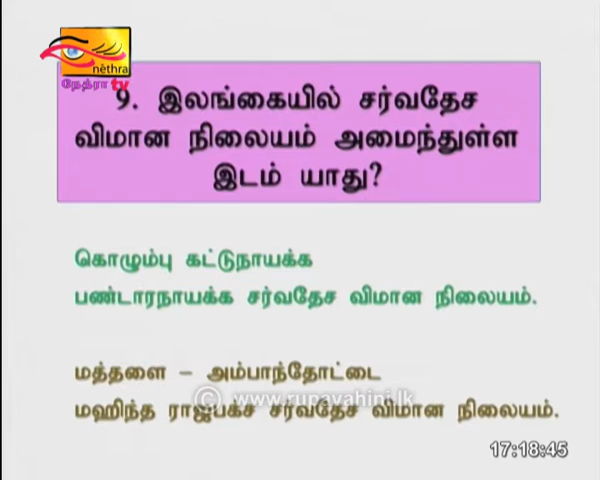 nēthra
நேத்ரா tv
9. இலங்கையில் சர்வதேச
விமான நிலையம் அமைந்துள்ள
இடம் யாது?
கொழும்பு கட்டுநாயக்க
பண்டாரநாயக்க சர்வதேச விமான நிலையம்.
மத்தளை – அம்பாந்தோட்டை
© www.rupavahini.lk
மஹிந்த ராஜபக்ச சர்வதேச விமான நிலையம்.
17:18:45